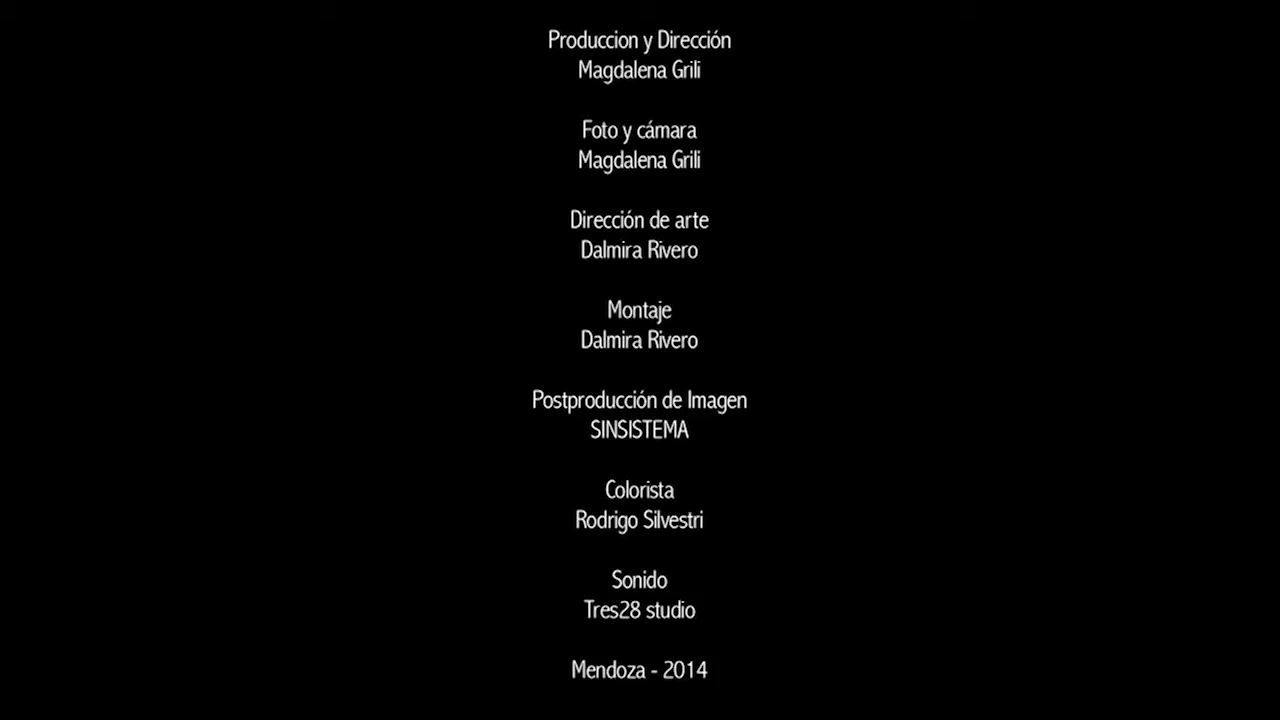 Produccion y Dirección
Magdalena Grili
Foto y cámara
Magdalena Grili
Dirección de arte
Dalmira Rivero
Montaje
Dalmira Rivero
Postproducción de Imagen
SINSISTEMA
Colorista
Rodrigo Silvestri
Sonido
Tres28 studio
Mendoza - 2014